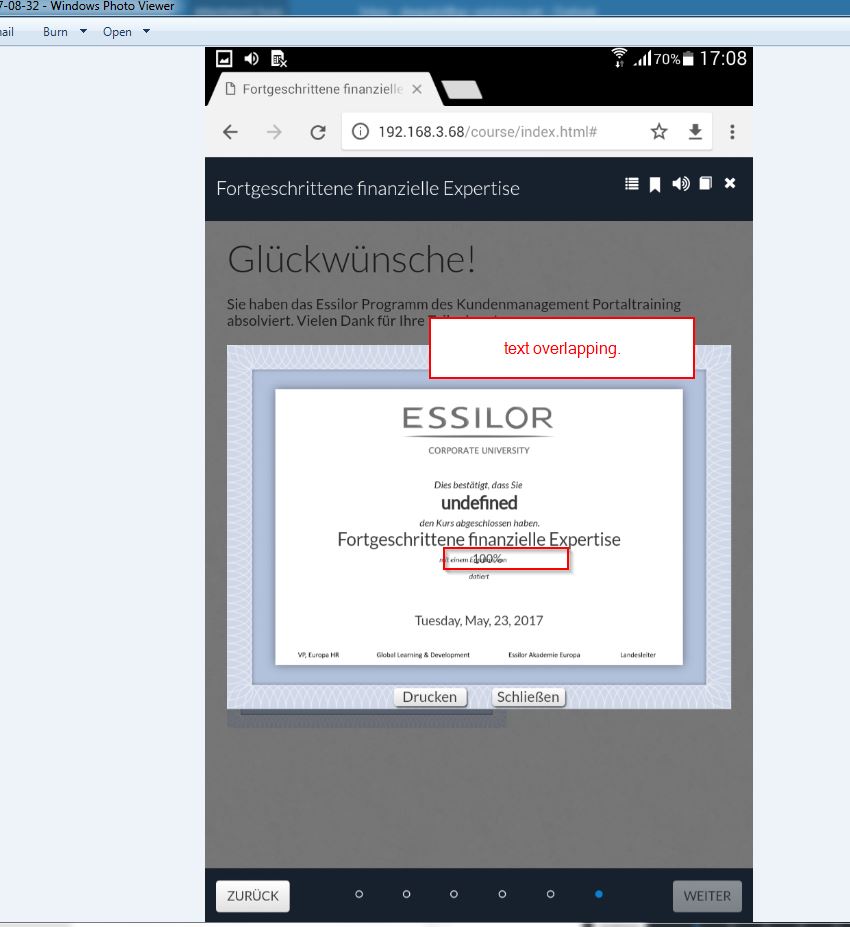 7-08-32 - Windows Photo Viewer
ail Burn Open
70% 17:08
Fortgeschrittene finanzielle
192.168.3.68/course/index.html#
Fortgeschrittene finanzielle Expertise
Glückwünsche!
Sie haben das Essilor Programm des Kundenmanagement Portaltraining
absolviert. Vielen Dank für Ihre
text overlapping.
ESSILOR
CORPORATE UNIVERSITY
Dies bestätigt, dass Sie
undefined
den Kurs abgeschlossen haben.
Fortgeschrittene finanzielle Expertise
mit einem
100%
datiert
Tuesday, May, 23, 2017
VP, Europa HR Global Learning & Development Essilor Akademie Europa Landesleiter
Drucken Schließen
ZURÜCK WEITER